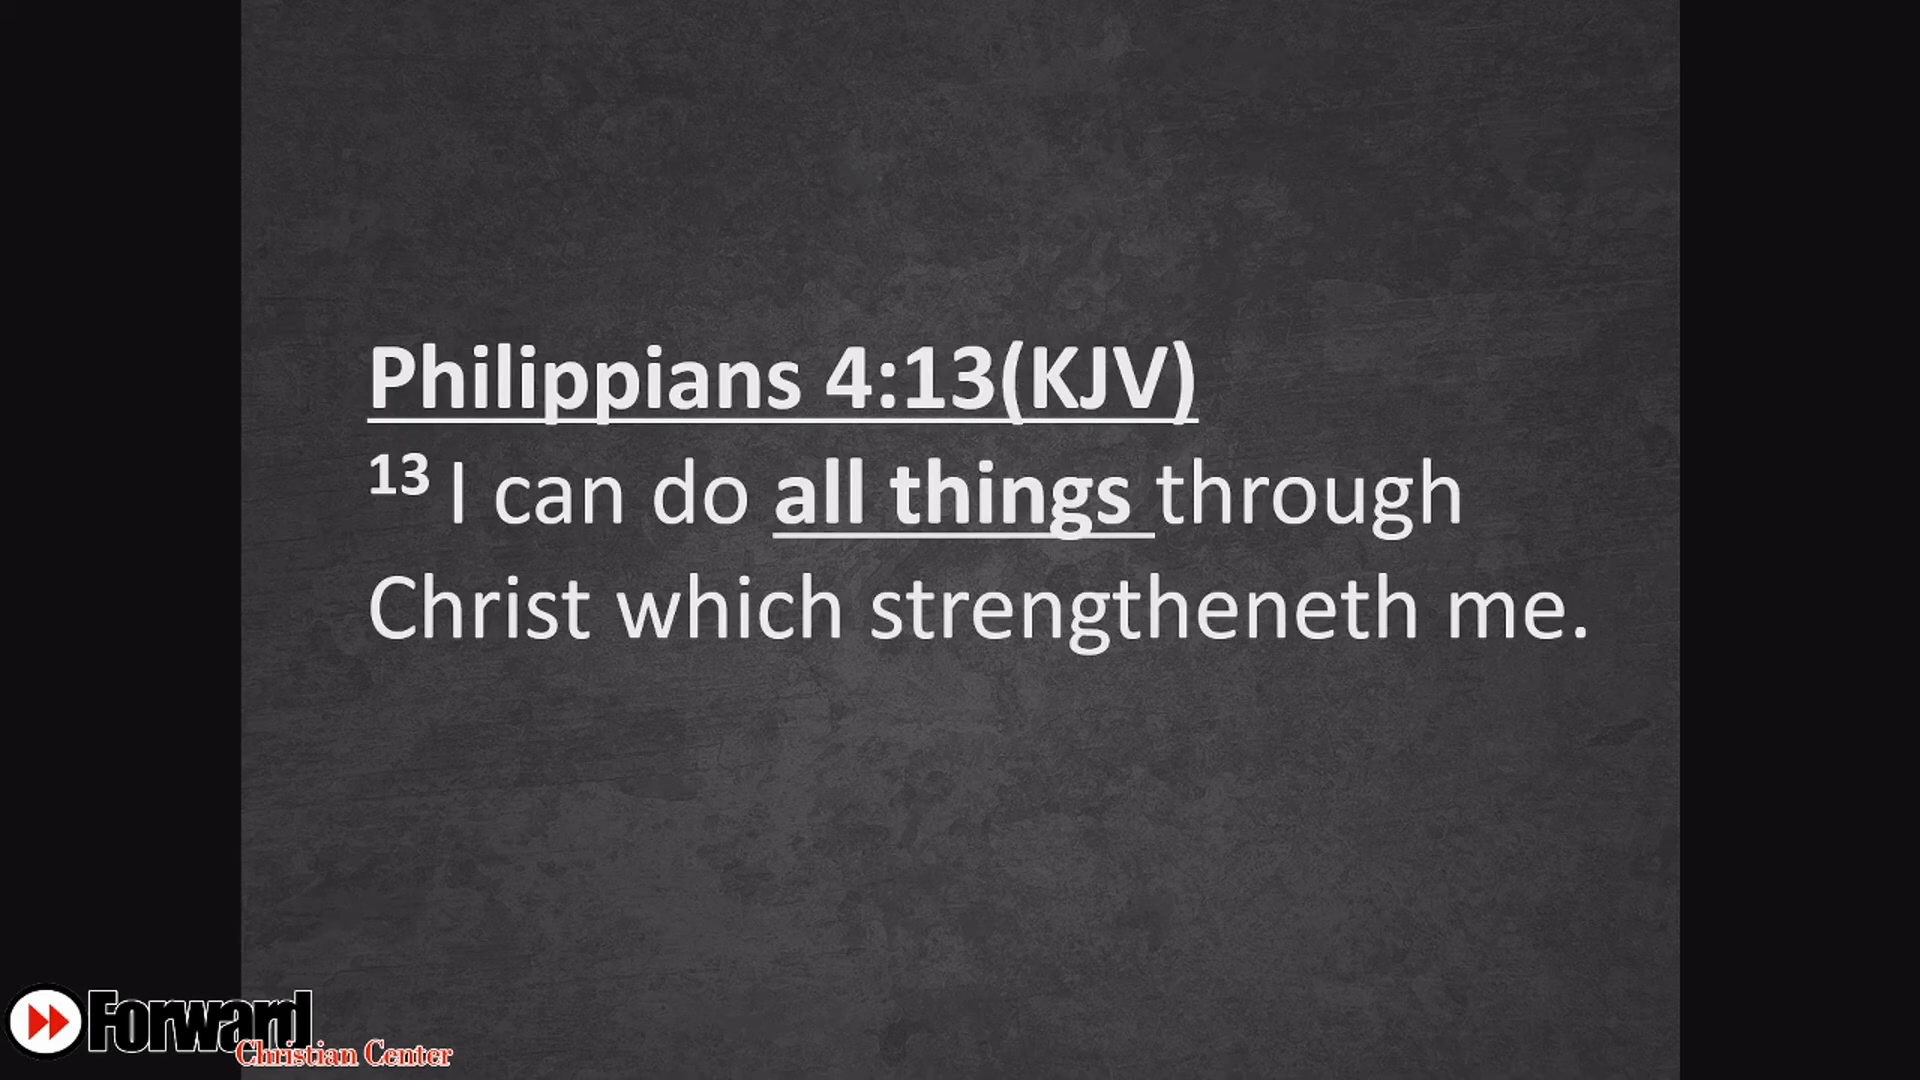 Philippians 4:13(KJV)
13 I can do all things through
Christ which strengtheneth me.
Forward
Christian Center